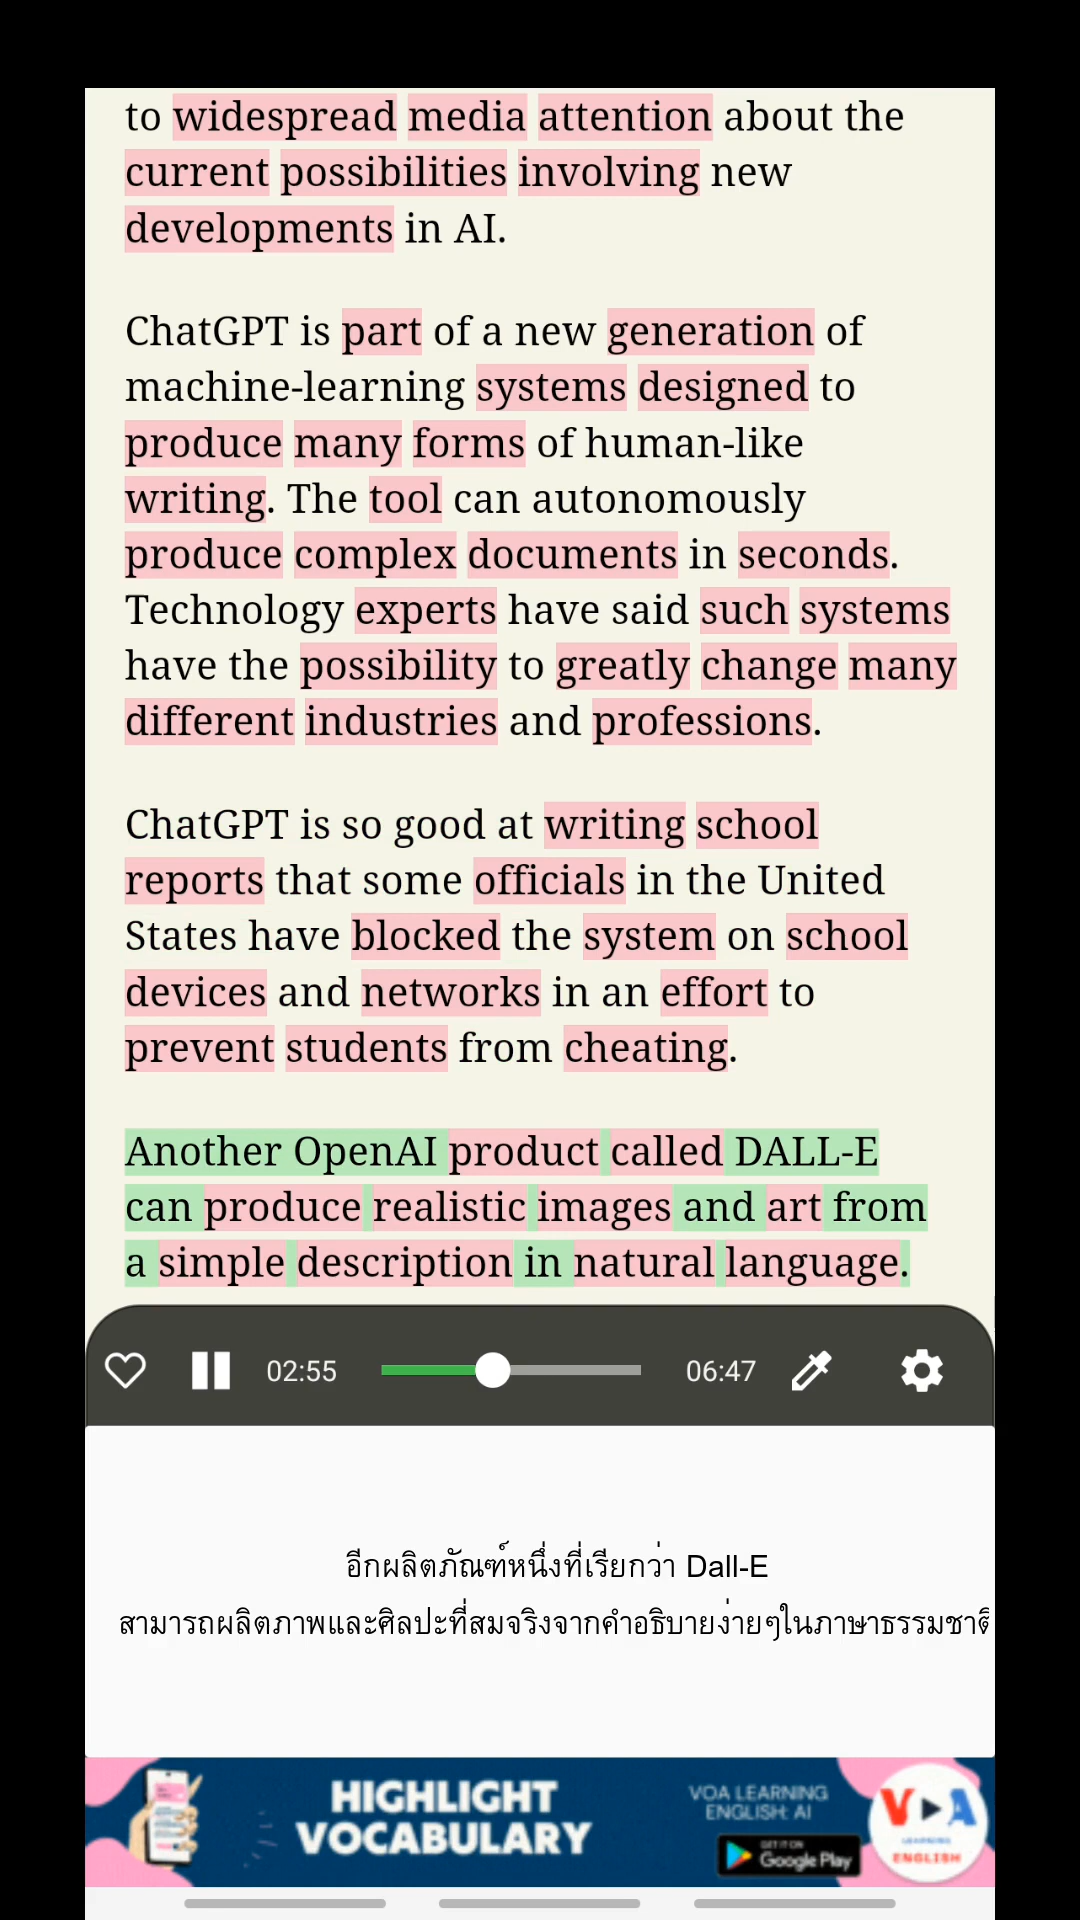 to widespread media attention about the
current possibilities involving new
developments in AI.
ChatGPT is part of a new generation of
machine-learning systems designed to
produce many forms of human-like
writing. The tool can autonomously
produce complex documents in seconds.
Technology experts have said such systems
have the possibility to greatly change many
different industries and professions.
ChatGPT is so good at writing school
reports that some officials in the United
States have blocked the system on school
devices and networks in an effort to
prevent students from cheating.
Another OpenAI product called DALL-E
can produce realistic images and art from
a simple description in natural language.
02:55
06:47
อีกผลิตภัณฑ์หนึ่งที่เรียกว่า Dall-E
สามารถผลิตภาพและศิลปะที่สมจริงจากคำอธิบายง่ายๆในภาษาธรรมชาติ
HIGHLIGHT
VOCABULARY
VOA LEARNING
ENGLISH: AI
GET IT ON
Google Play
VOA
LEARNING
ENGLISH